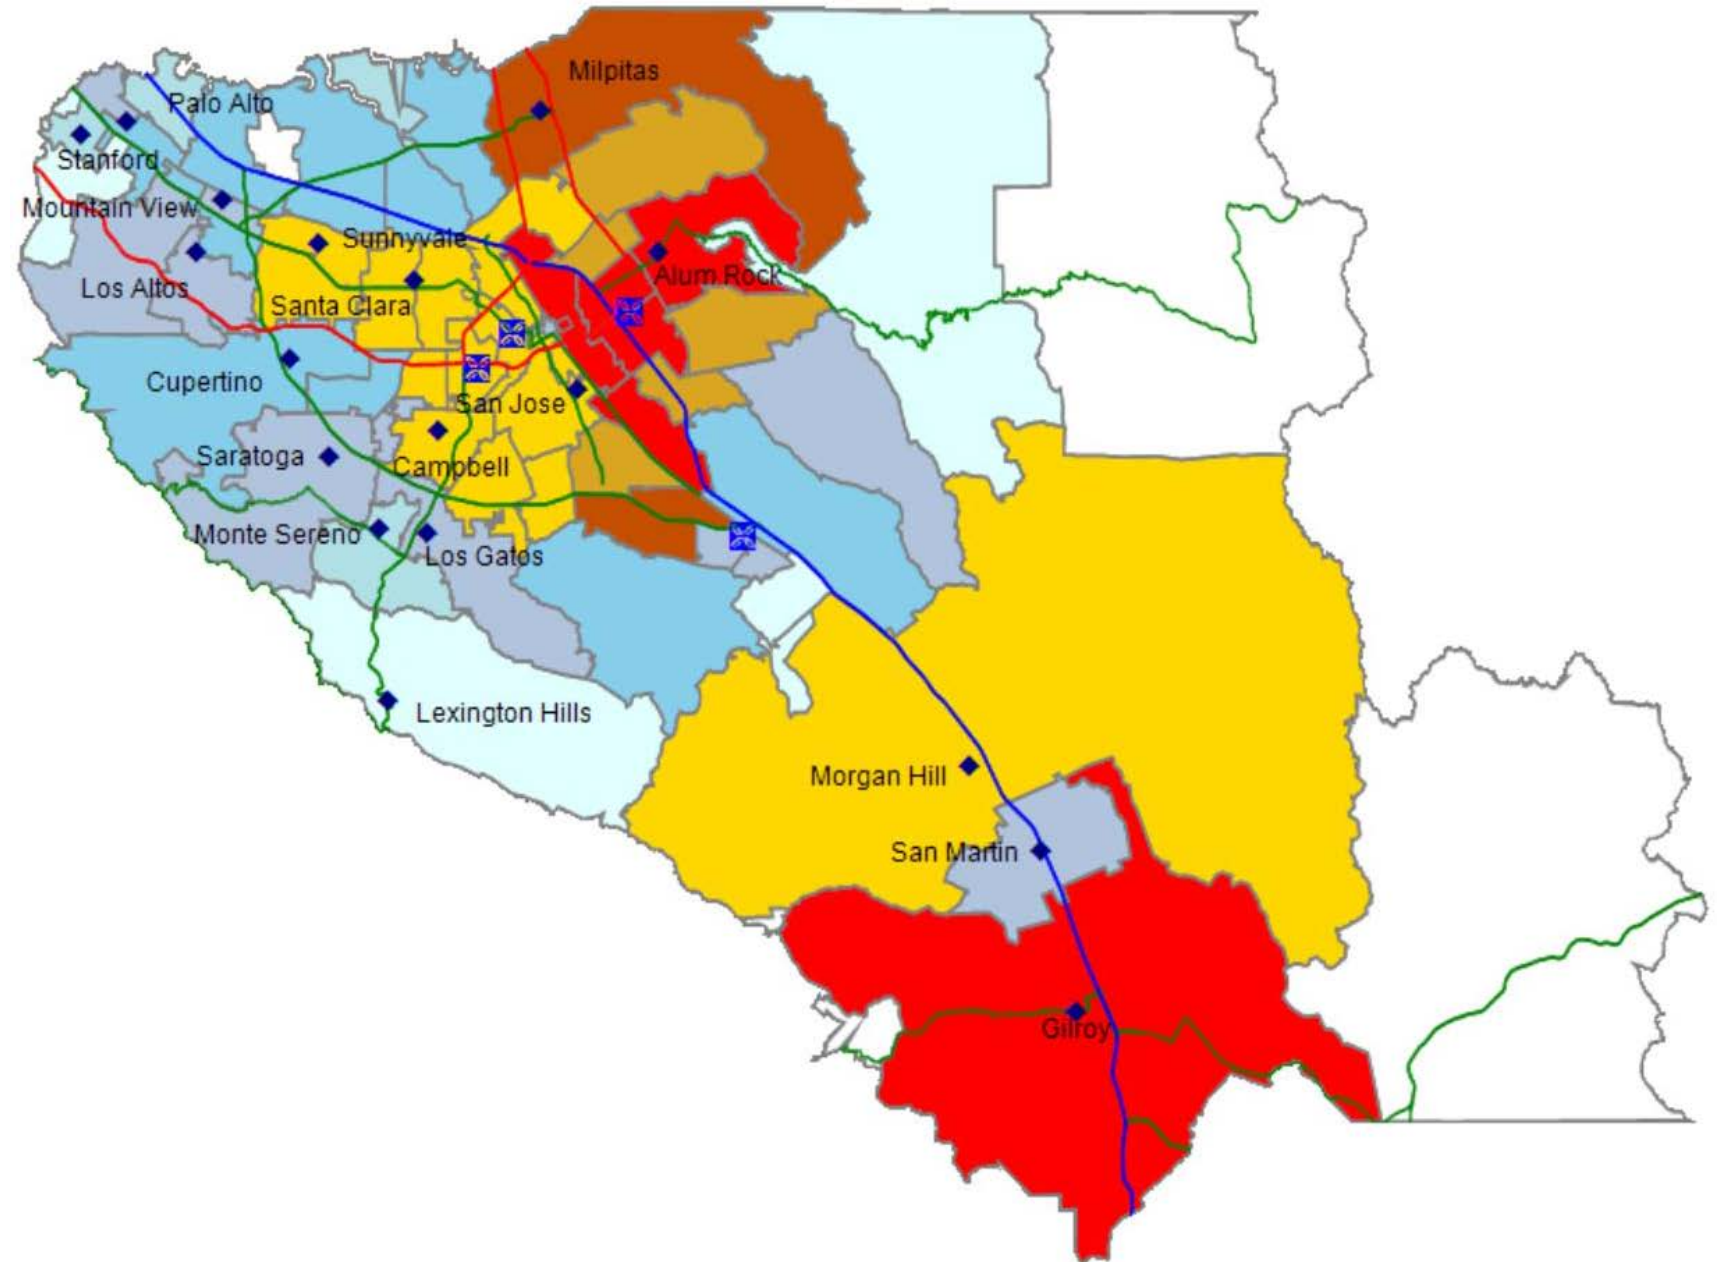 Milpitas
Palo Alto
Stanford
Mountain View
Sunnyvale
Alum Rock
Los Altos
Santa Clara
Cupertino
San Jose
Saratoga
Campbell
Monte Sereno
Los Gatos
Lexington Hills
Morgan Hill
San Martin
Gilroy